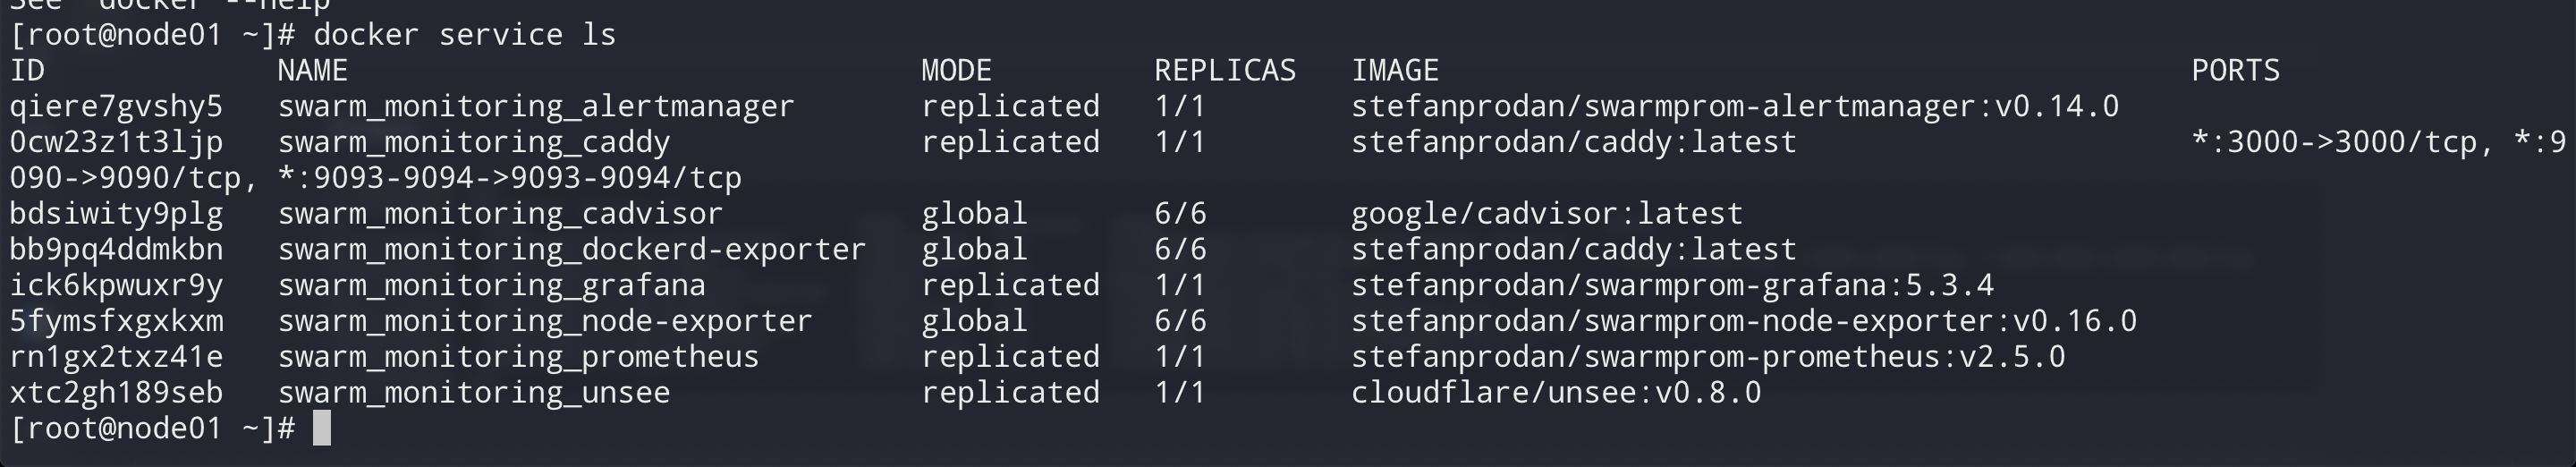 See 'docker --help'
[root@node01 ~]# docker service ls
ID             NAME                                MODE         REPLICAS   IMAGE                                          PORTS
qiere7gvshy5   swarm_monitoring_alertmanager       replicated   1/1        stefanprodan/swarmprom-alertmanager:v0.14.0
0cw23z1t3ljp   swarm_monitoring_caddy              replicated   1/1        stefanprodan/caddy:latest                      *:3000->3000/tcp, *:9
090->9090/tcp, *:9093-9094->9093-9094/tcp
bdsiwity9plg   swarm_monitoring_cadvisor           global       6/6        google/cadvisor:latest
bb9pq4ddmkbn   swarm_monitoring_dockerd-exporter   global       6/6        stefanprodan/caddy:latest
ick6kpwuxr9y   swarm_monitoring_grafana            replicated   1/1        stefanprodan/swarmprom-grafana:5.3.4
5fymsfxgxkxm   swarm_monitoring_node-exporter      global       6/6        stefanprodan/swarmprom-node-exporter:v0.16.0
rn1gx2txz41e   swarm_monitoring_prometheus         replicated   1/1        stefanprodan/swarmprom-prometheus:v2.5.0
xtc2gh189seb   swarm_monitoring_unsee              replicated   1/1        cloudflare/unsee:v0.8.0
[root@node01 ~]#